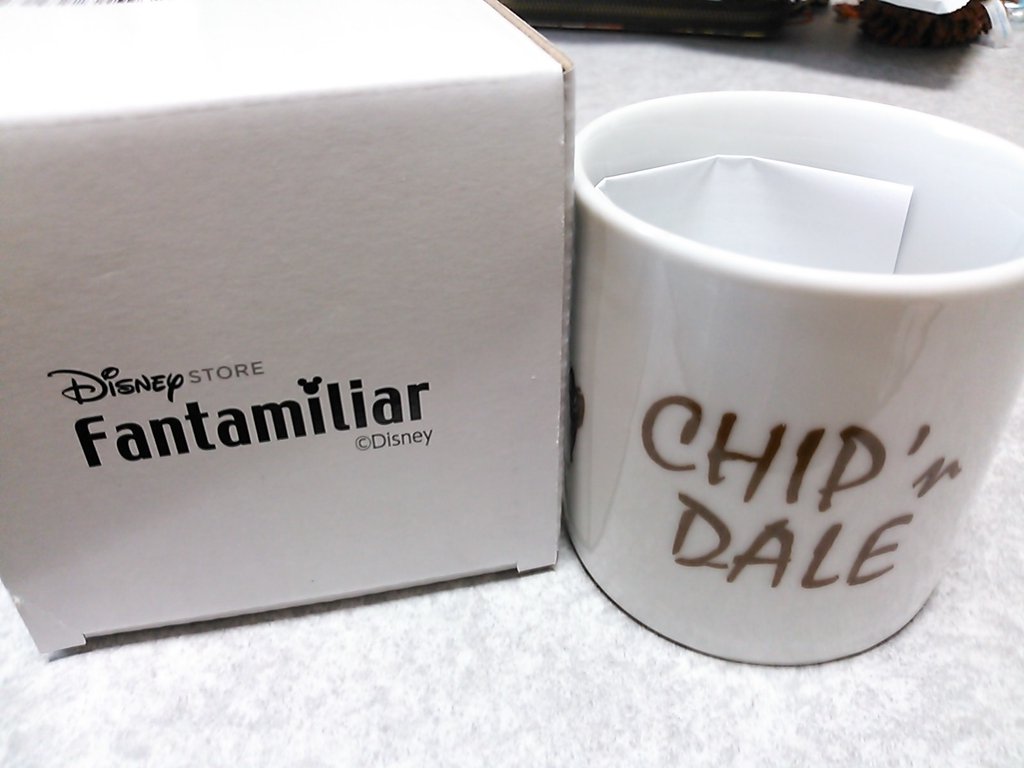 Disney STORE
Fantamiliar
©Disney
CHIP'n
DALE